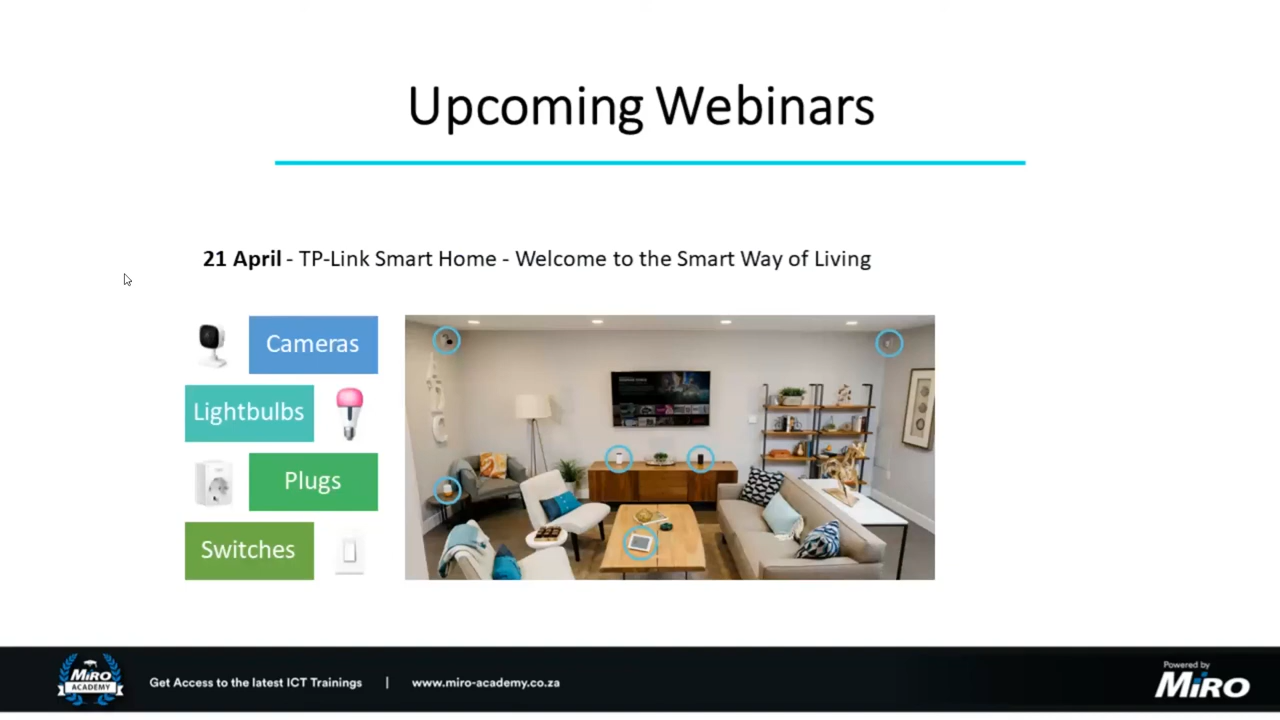 Upcoming Webinars
21 April - TP-Link Smart Home - Welcome to the Smart Way of Living
Cameras
Lightbulbs
Plugs
Switches
MiRO
ACADEMY
Get Access to the latest ICT Trainings | www.miro-academy.co.za
Powered by
MiRO